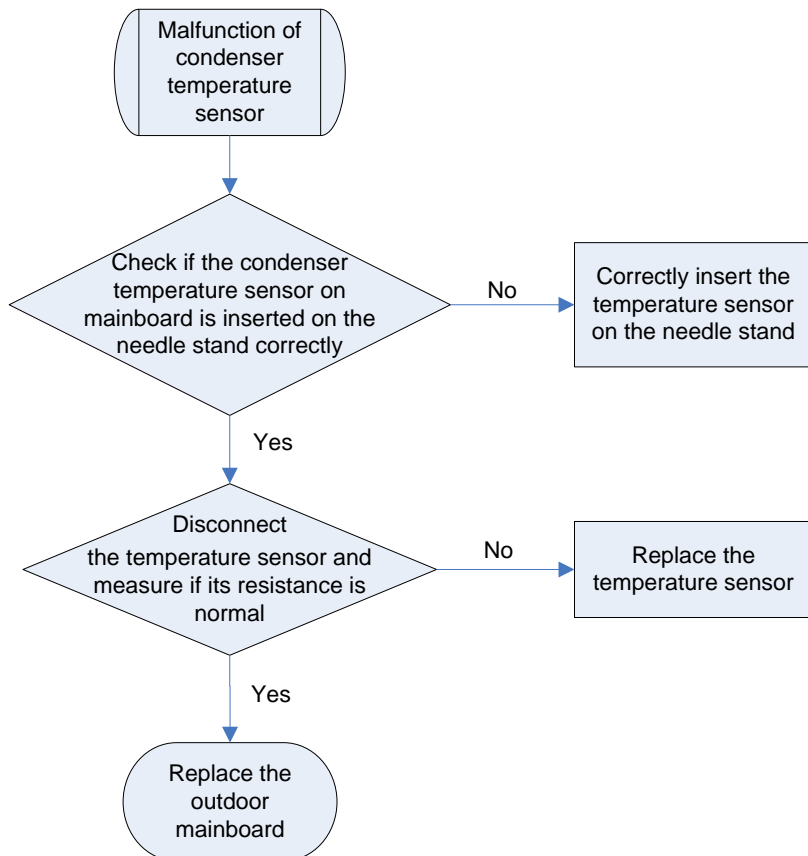 Malfunction of
condenser
temperature
sensor
Check if the condenser
temperature sensor on
mainboard is inserted on the
needle stand correctly
No
Correctly insert the
temperature sensor
on the needle stand
Yes
Disconnect
the temperature sensor and
measure if its resistance is
normal
No
Replace the
temperature sensor
Yes
Replace the
outdoor
mainboard